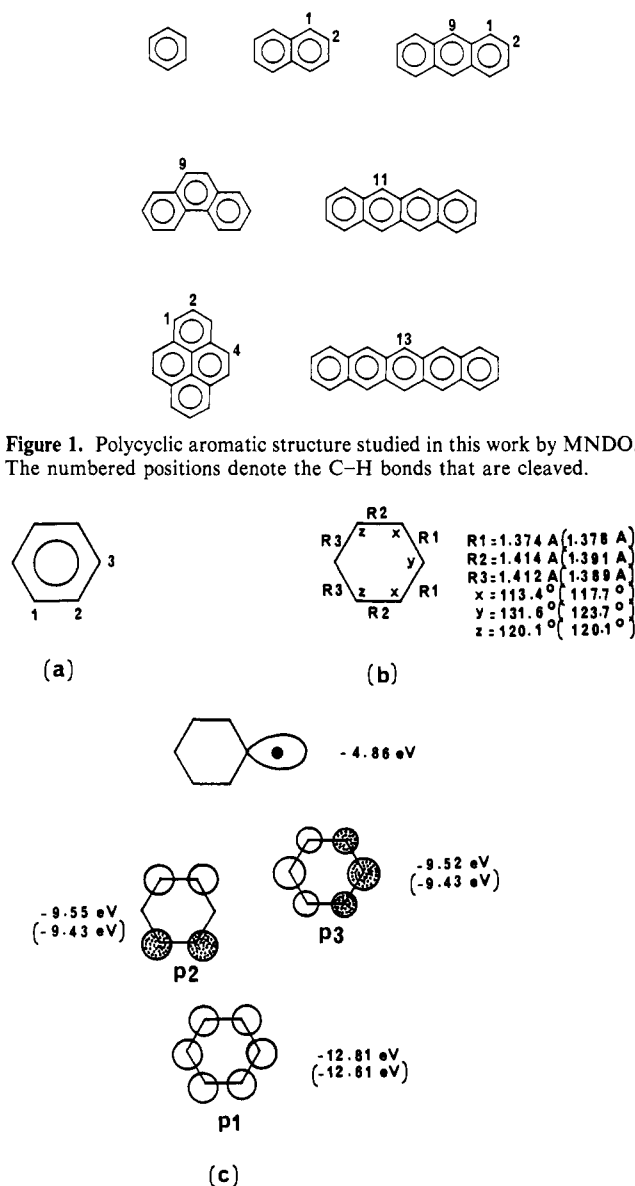 1
2
9
1
2
9
11
2
1
4
13
Figure 1. Polycyclic aromatic structure studied in this work by MNDO
The numbered positions denote the C–H bonds that are cleaved.
3
1 2
(a)
R2
R3 z x R1
y
R3 z x R1
R2
(b)
R1=1.374 A(1.378 A)
R2=1.414 A(1.391 A)
R3=1.412 A(1.389 A)
x=113.4°(117.7°)
y=131.6°(123.7°)
z=120.1°(120.1°)
-4.86 eV
-9.52 eV
(-9.43 eV)
p3
-9.55 eV
(-9.43 eV)
p2
-12.81 eV
(-12.61 eV)
p1
(c)